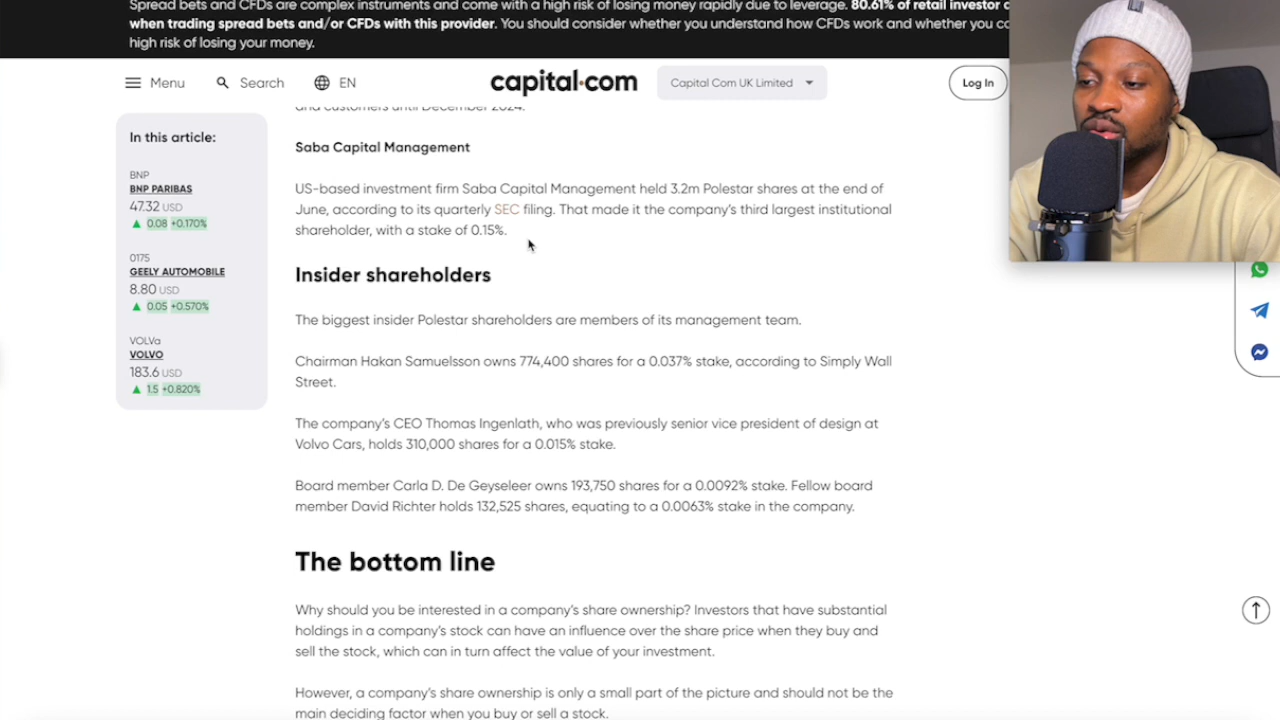 Spread bets and CFDs are complex instruments and come with a high risk of losing money rapidly due to leverage. 80.61% of retail investor
when trading spread bets and/or CFDs with this provider. You should consider whether you understand how CFDs work and whether you
high risk of losing your money.
Menu Search EN capital.com Capital Com UK Limited Log In
and customers until December 2024.
In this article:
BNP
BNP PARIBAS
47.32 USD
▲ 0.08 +0.170%
0175
GEELY AUTOMOBILE
8.80 USD
▲ 0.05 +0.570%
VOLVa
VOLVO
183.6 USD
▲ 1.5 +0.820%
Saba Capital Management
US-based investment firm Saba Capital Management held 3.2m Polestar shares at the end of
June, according to its quarterly SEC filing. That made it the company's third largest institutional
shareholder, with a stake of 0.15%.
Insider shareholders
The biggest insider Polestar shareholders are members of its management team.
Chairman Hakan Samuelsson owns 774,400 shares for a 0.037% stake, according to Simply Wall
Street.
The company's CEO Thomas Ingenlath, who was previously senior vice president of design at
Volvo Cars, holds 310,000 shares for a 0.015% stake.
Board member Carla D. De Geyseleer owns 193,750 shares for a 0.0092% stake. Fellow board
member David Richter holds 132,525 shares, equating to a 0.0063% stake in the company.
The bottom line
Why should you be interested in a company's share ownership? Investors that have substantial
holdings in a company's stock can have an influence over the share price when they buy and
sell the stock, which can in turn affect the value of your investment.
However, a company's share ownership is only a small part of the picture and should not be the
main deciding factor when you buy or sell a stock.